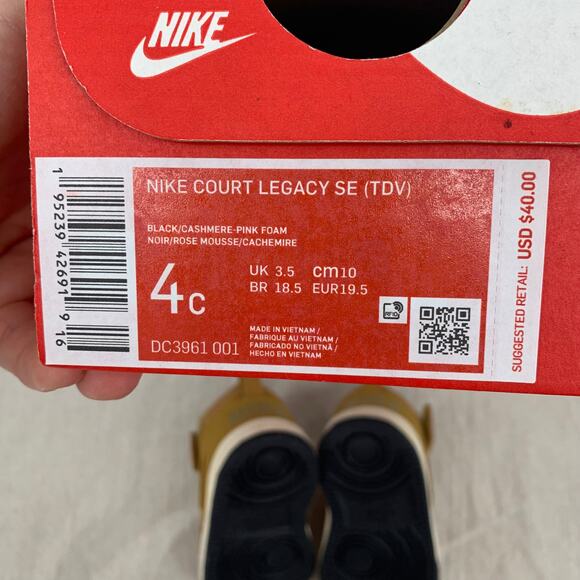 NIKE
NIKE COURT LEGACY SE (TDV)
BLACK/CASHMERE-PINK FOAM
NOIR/ROSE MOUSSE/CACHEMIRE
4C
UK 3.5 cm10
BR 18.5 EUR19.5
DC3961 001
MADE IN VIETNAM /
FABRIQUE AU VIETNAM /
FABRICADO NO VIETNÃ /
HECHO EN VIETNAM
RFID
SUGGESTED RETAIL: USD $40.00
1 95239 42691 9 16